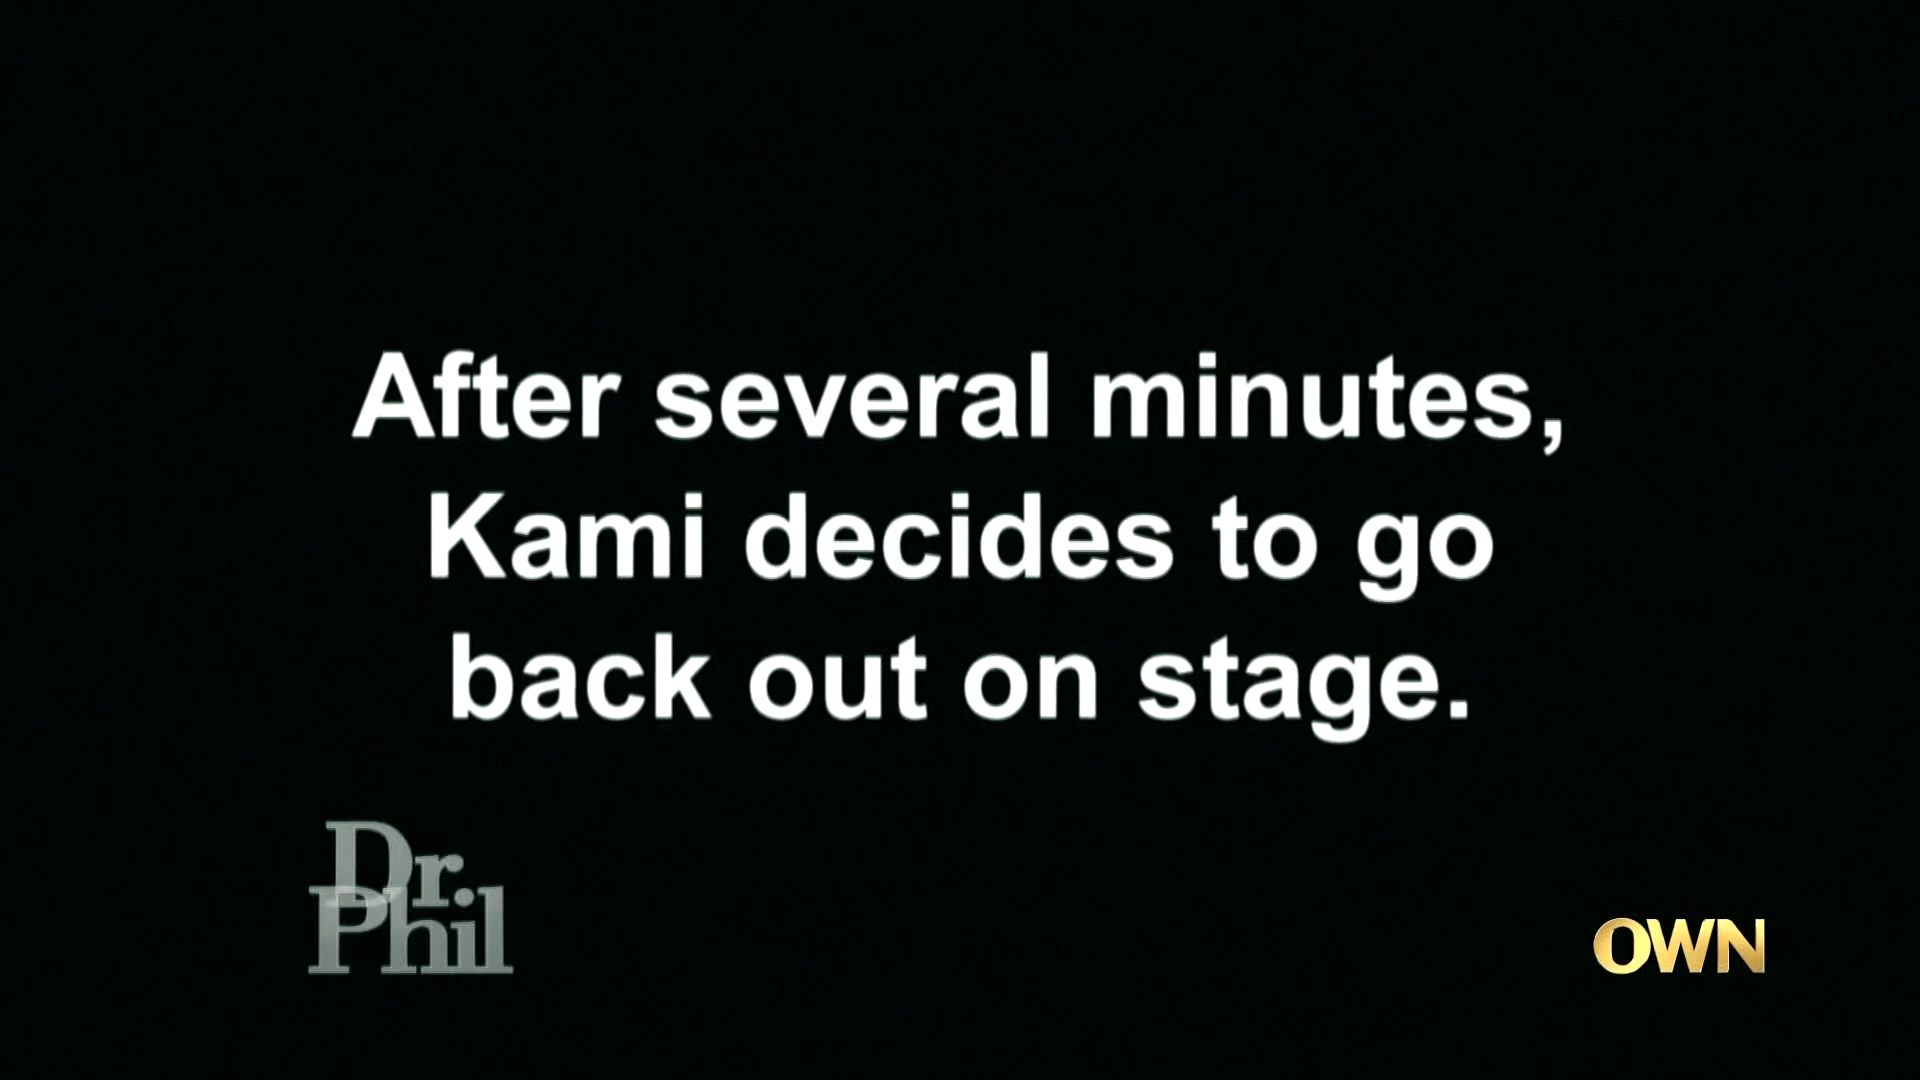 After several minutes,
Kami decides to go
back out on stage.
Dr.
Phil
OWN